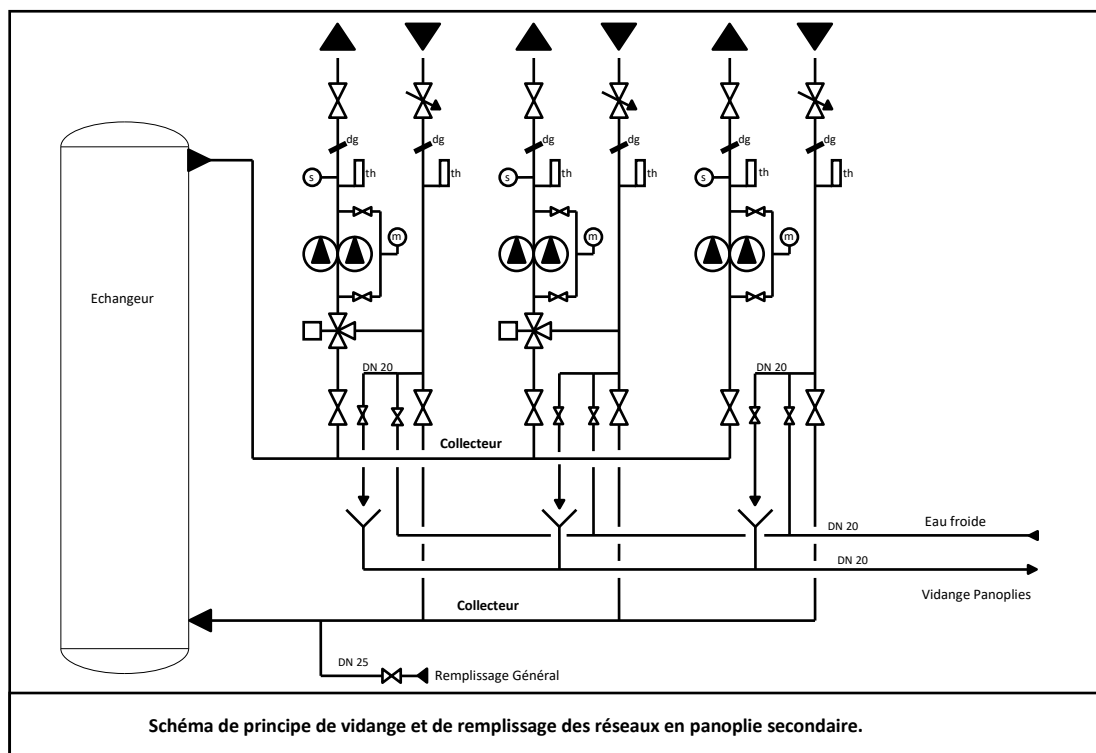 dg
dg
dg
dg
dg
dg
s
th
th
s
th
th
s
th
th
m
m
m
Echangeur
DN 20
DN 20
Collecteur
DN 20
Eau froide
DN 20
Vidange Panoplies
Collecteur
DN 25
Remplissage Général
Schéma de principe de vidange et de remplissage des réseaux en panoplie secondaire.